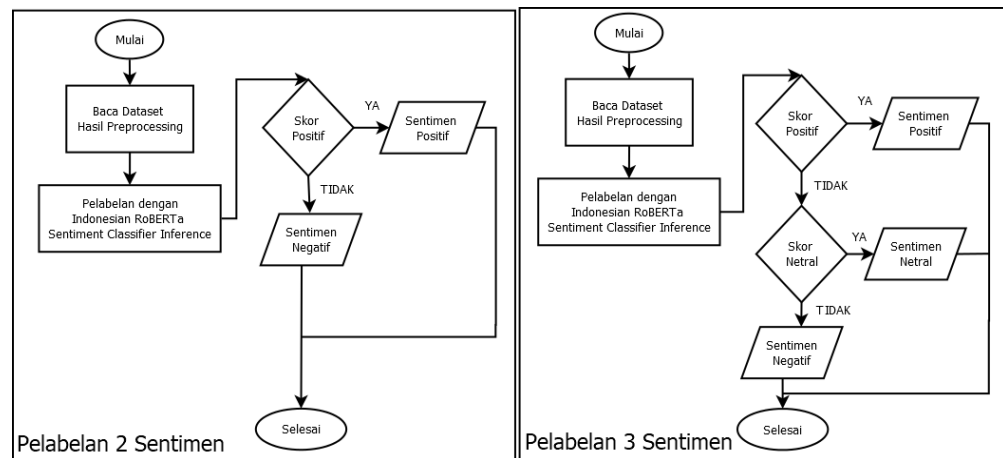 Mulai
Baca Dataset
Hasil Preprocessing
Pelabelan dengan
Indonesian RoBERTa
Sentiment Classifier Inference
Skor
Positif
YA
Sentimen
Positif
TIDAK
Sentimen
Negatif
Selesai
Pelabelan 2 Sentimen
Mulai
Baca Dataset
Hasil Preprocessing
Pelabelan dengan
Indonesian RoBERTa
Sentiment Classifier Inference
Skor
Positif
YA
Sentimen
Positif
TIDAK
Skor
Netral
YA
Sentimen
Netral
TIDAK
Sentimen
Negatif
Selesai
Pelabelan 3 Sentimen